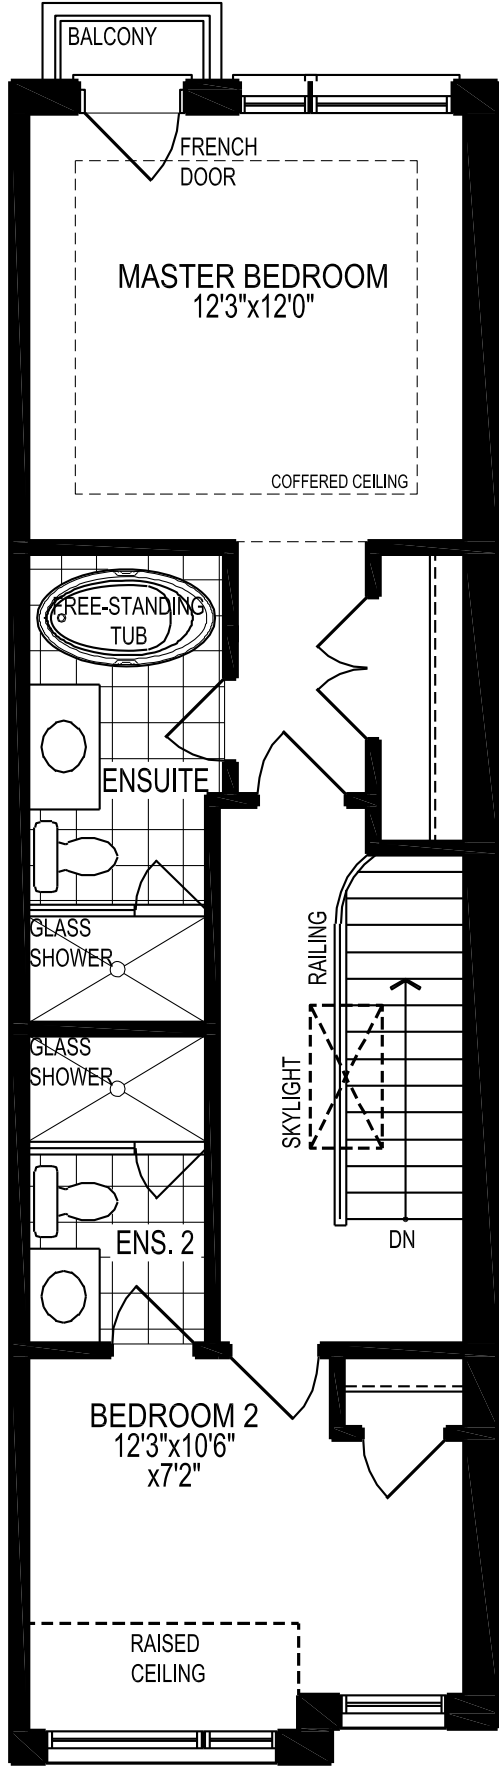 BALCONY
FRENCH
DOOR
MASTER BEDROOM
12'3"x12'0"
COFFERED CEILING
FREE-STANDING
TUB
ENSUITE
GLASS
SHOWER
RAILING
GLASS
SHOWER
SKYLIGHT
ENS. 2
DN
BEDROOM 2
12'3"x10'6"
x7'2"
RAISED
CEILING